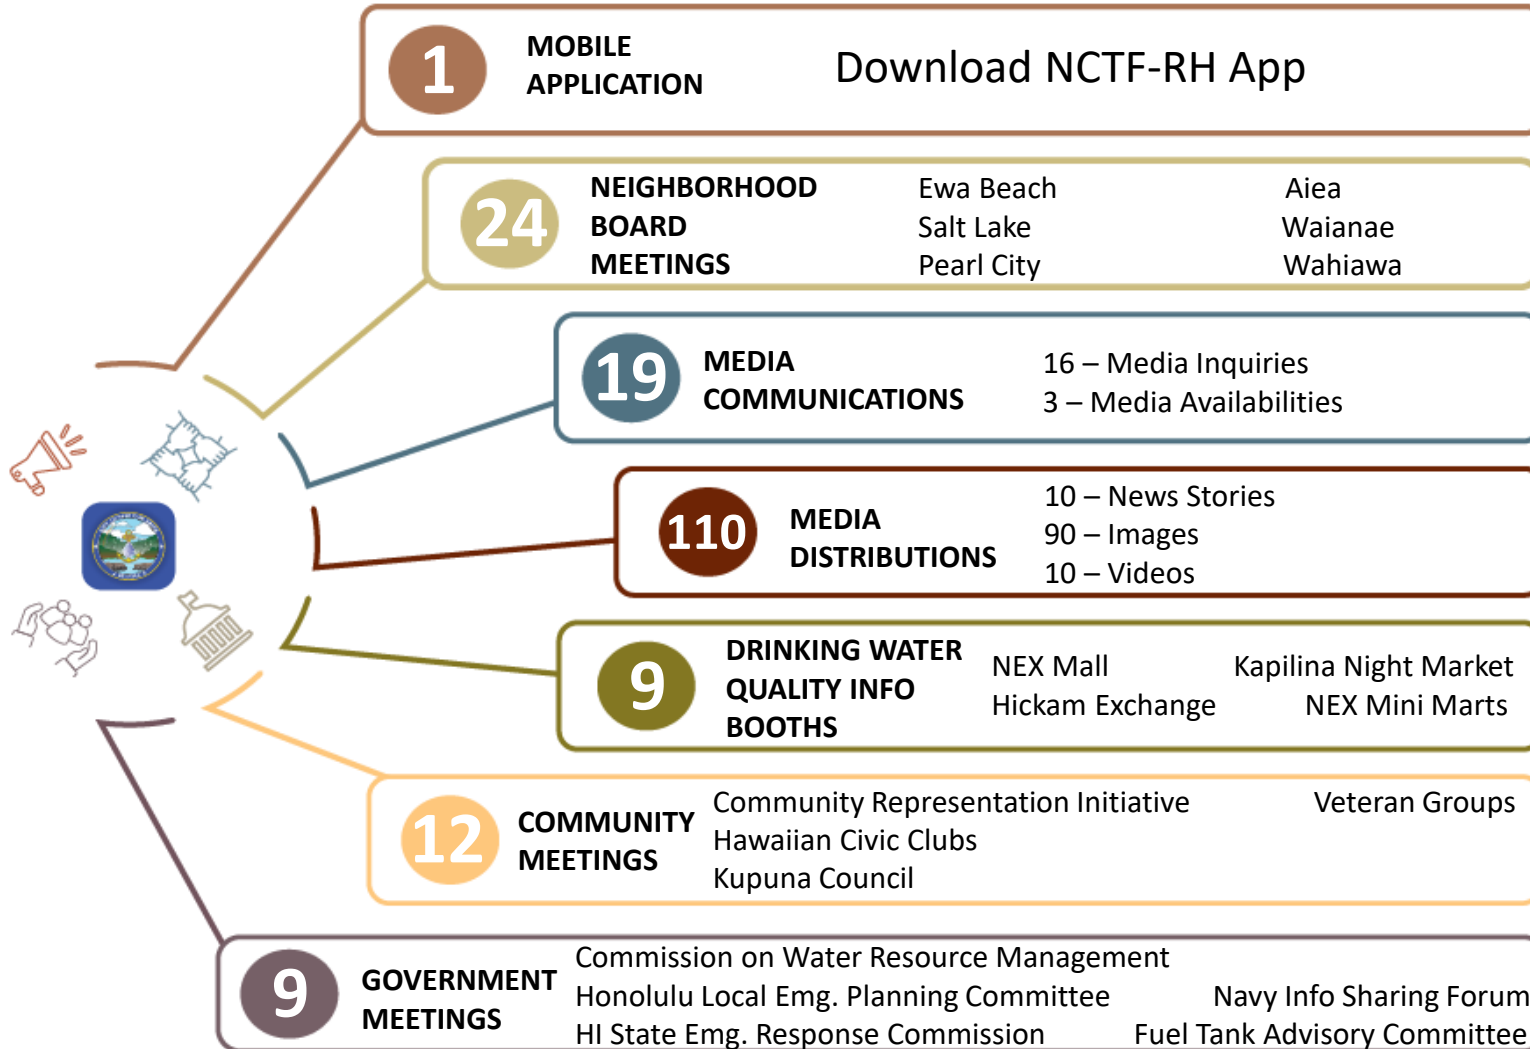 1
MOBILE
APPLICATION
Download NCTF-RH App
24
NEIGHBORHOOD
BOARD
MEETINGS
Ewa Beach
Salt Lake
Pearl City
Aiea
Waianae
Wahiawa
19
MEDIA
COMMUNICATIONS
16 – Media Inquiries
3 – Media Availabilities
110
MEDIA
DISTRIBUTIONS
10 – News Stories
90 – Images
10 – Videos
9
DRINKING WATER
QUALITY INFO
BOOTHS
NEX Mall
Hickam Exchange
Kapilina Night Market
NEX Mini Marts
12
COMMUNITY
MEETINGS
Community Representation Initiative
Hawaiian Civic Clubs
Kupuna Council
Veteran Groups
9
GOVERNMENT
MEETINGS
Commission on Water Resource Management
Honolulu Local Emg. Planning Committee
HI State Emg. Response Commission
Navy Info Sharing Forum
Fuel Tank Advisory Committee